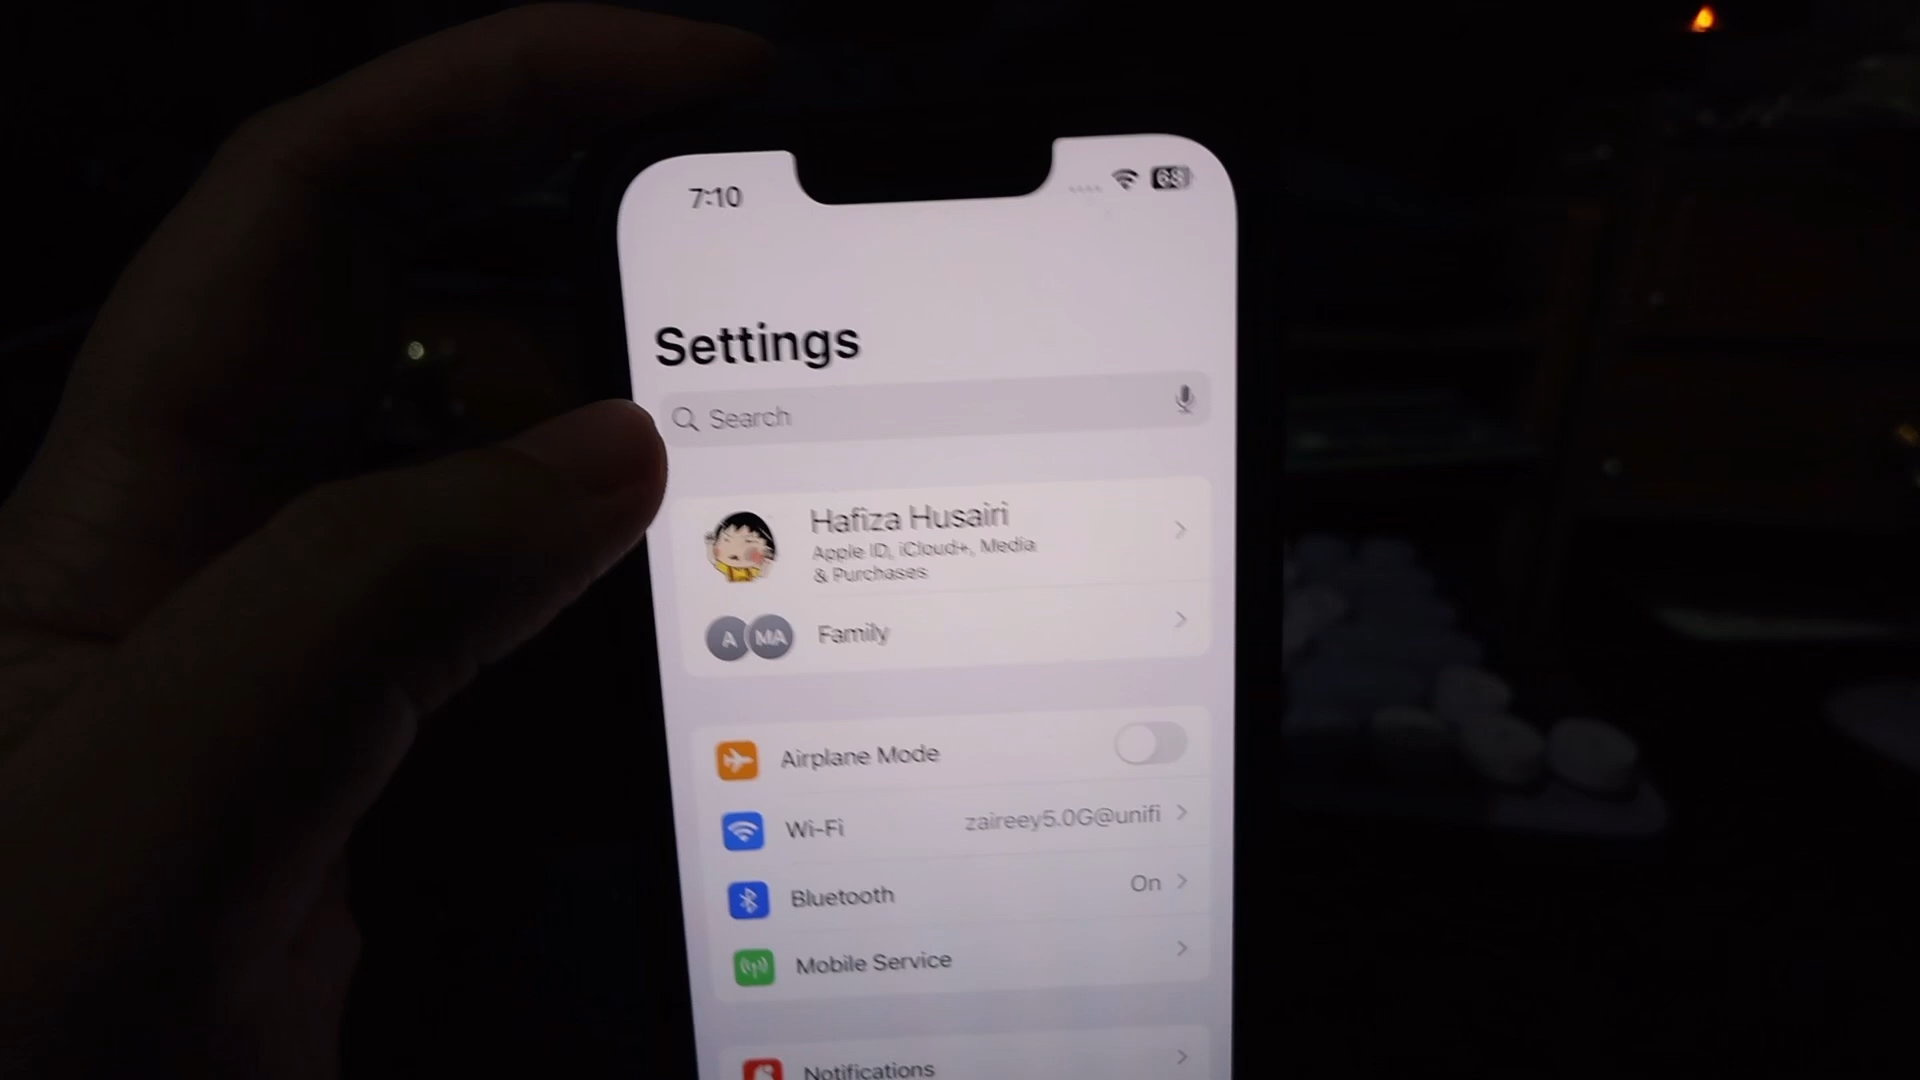 7:10
68
Settings
Search
Hafiza Husairi
Apple ID, iCloud+, Media
& Purchases
A MA Family
Airplane Mode
Wi-Fi zaireey5.0G@unifi
Bluetooth On
Mobile Service
Notifications